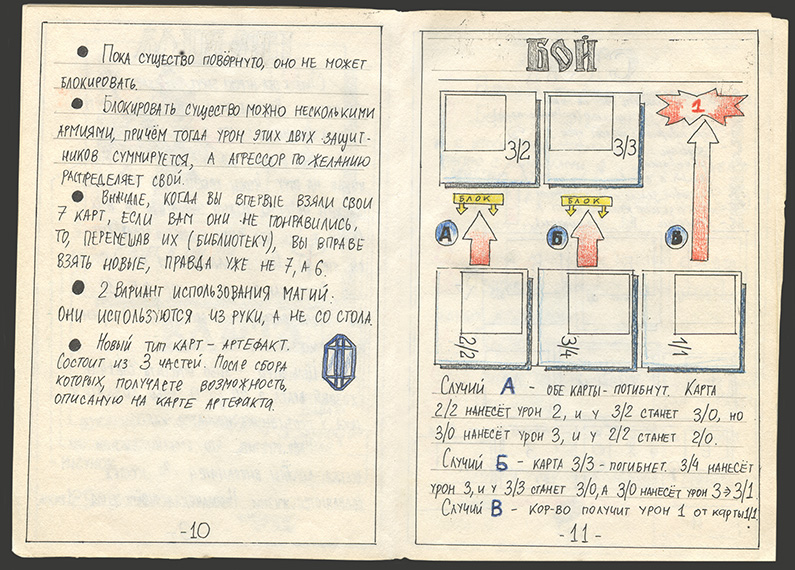 ● Пока существо повёрнуто, оно не может
блокировать.
● Блокировать существо можно несколькими
армиями, причём тогда урон этих двух защит-
ников суммируется, а агрессор по желанию
распределяет свой.
● Вначале, когда вы впервые взяли свои
7 карт, если вам они не понравились,
то, перемешав их (библиотеку), вы вправе
взять новые, правда уже не 7, а 6.
● 2 Вариант использования магий:
Они используются из руки, а не со стола.
● Новый тип карт - артефакт.
Состоит из 3 частей. После сбора
которых, получаете возможность
описаную на карте артефакта.
-10
БОЙ
1
3/2
3/3
БЛОК
БЛОК
А
Б
В
2/2
3/4
1/1
Случий А - обе карты - погибнут. Карта
2/2 нанесёт урон 2, и у 3/2 станет 3/0, но
3/0 нанесёт урон 3, и у 2/2 станет 2/0.
Случий Б - карта 3/3 - погибнет. 3/4 нанесёт
урон 3, и у 3/3 станет 3/0, а 3/0 нанесёт урон 3→3/1.
Случий В - кор-во получит урон 1 от карты 1/1.
-11-